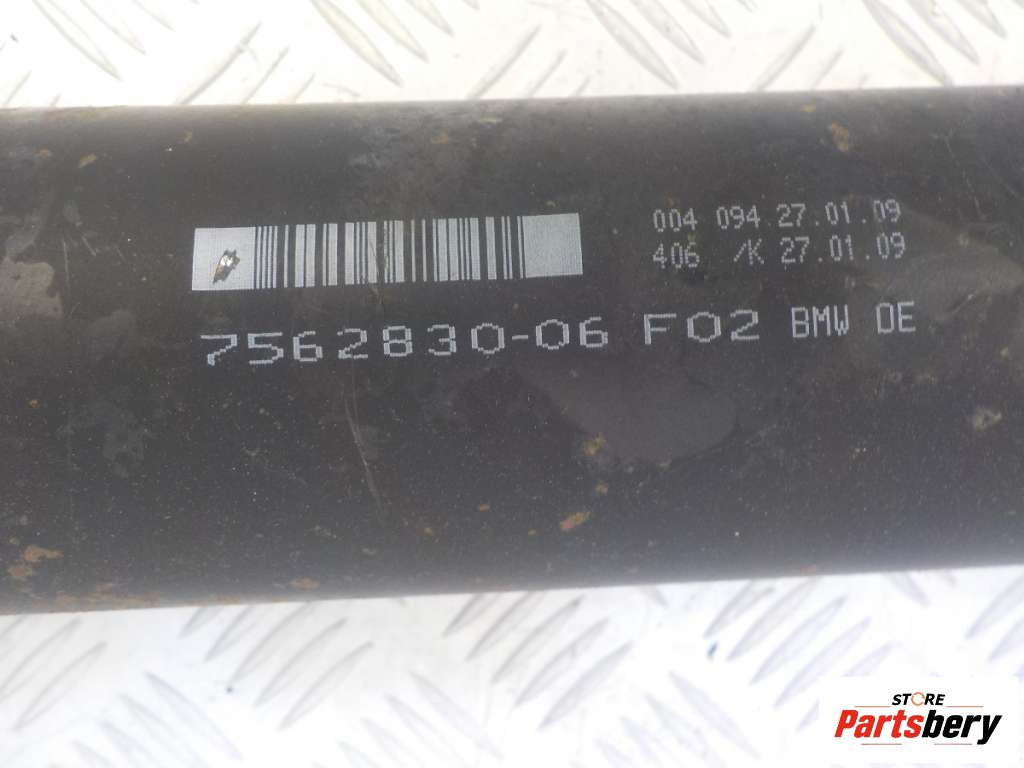 004 094 27.01.09
406 /K 27.01.09
7562830-06 F02 BMW DE
STORE
Partsbery